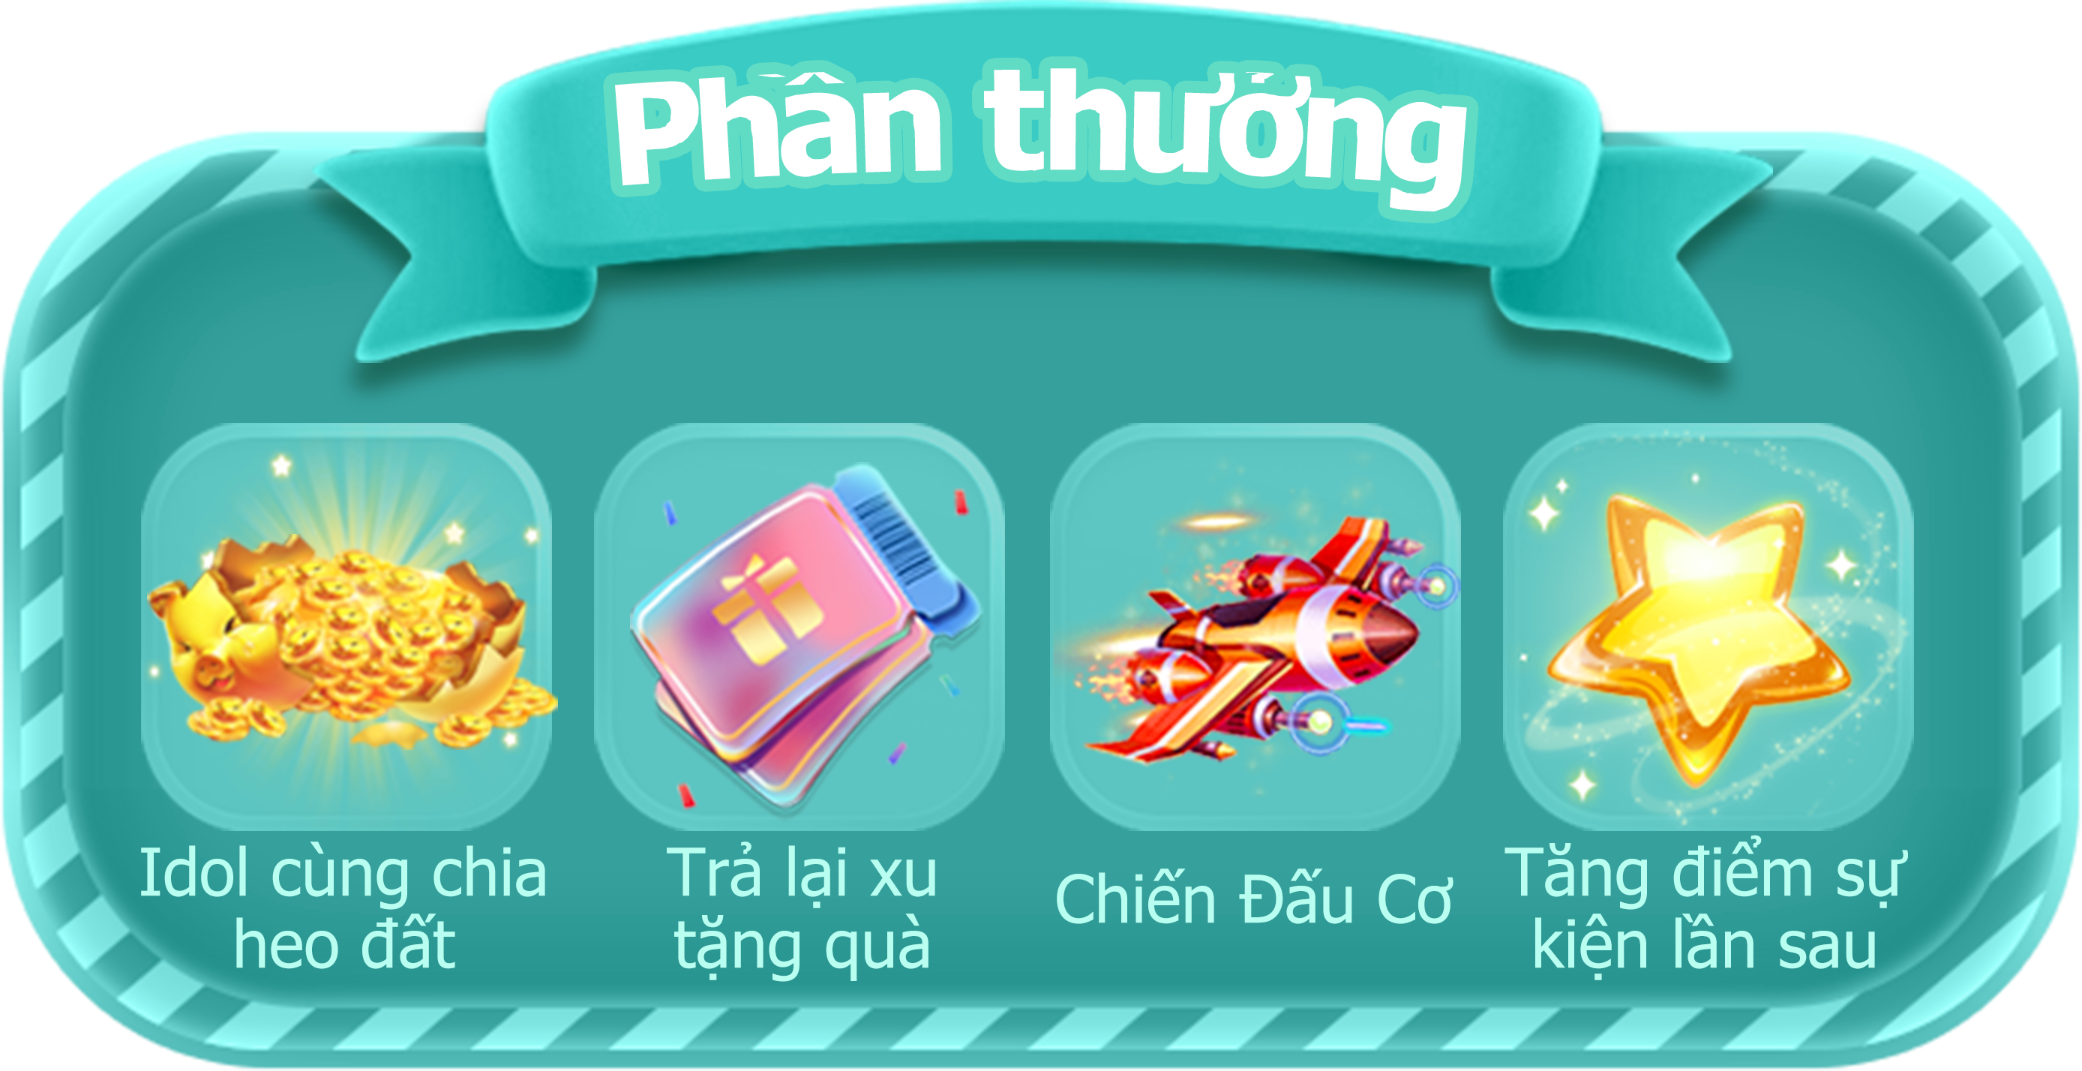 Phần thưởng
Idol cùng chia
heo đất
Trả lại xu
tặng quà
Chiến Đấu Cơ
Tăng điểm sự
kiện lần sau